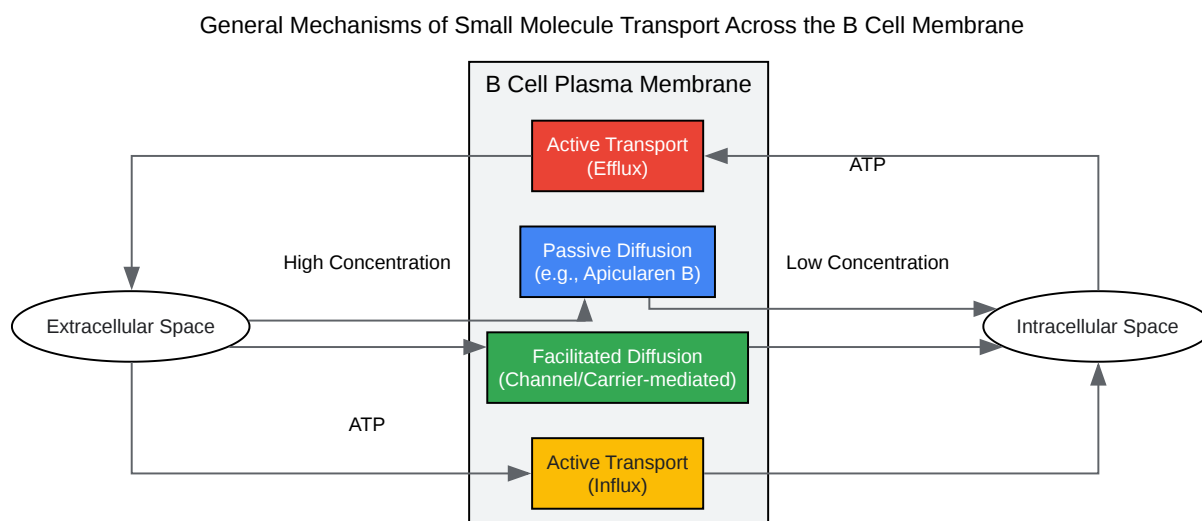 General Mechanisms of Small Molecule Transport Across the B Cell Membrane
B Cell Plasma Membrane
Active Transport
(Efflux)
ATP
Passive Diffusion
(e.g., Apicularen B)
High Concentration
Low Concentration
Extracellular Space
Intracellular Space
Facilitated Diffusion
(Channel/Carrier-mediated)
ATP
Active Transport
(Influx)